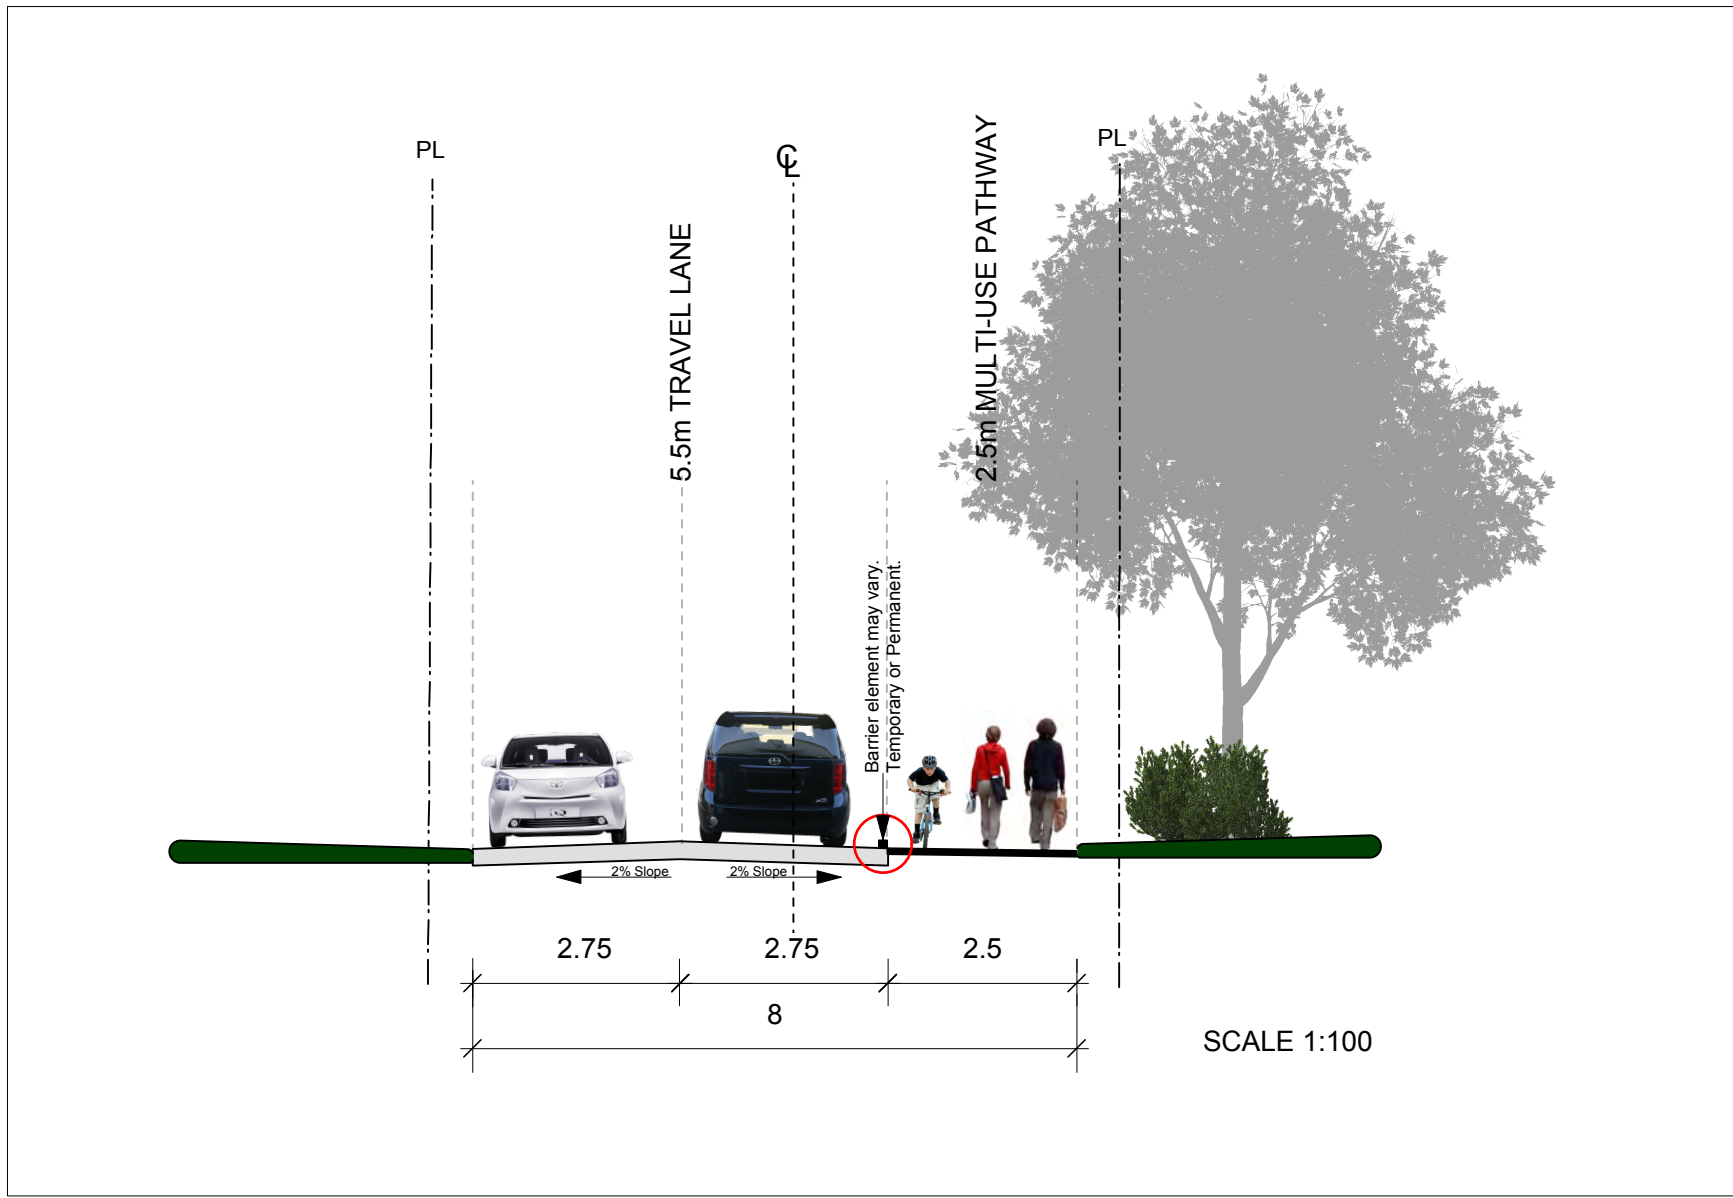 PL
℄
PL
5.5m TRAVEL LANE
2.5m MULTI-USE PATHWAY
Barrier element may vary.
Temporary or Permanent.
2% Slope
2% Slope
2.75
2.75
2.5
8
SCALE 1:100